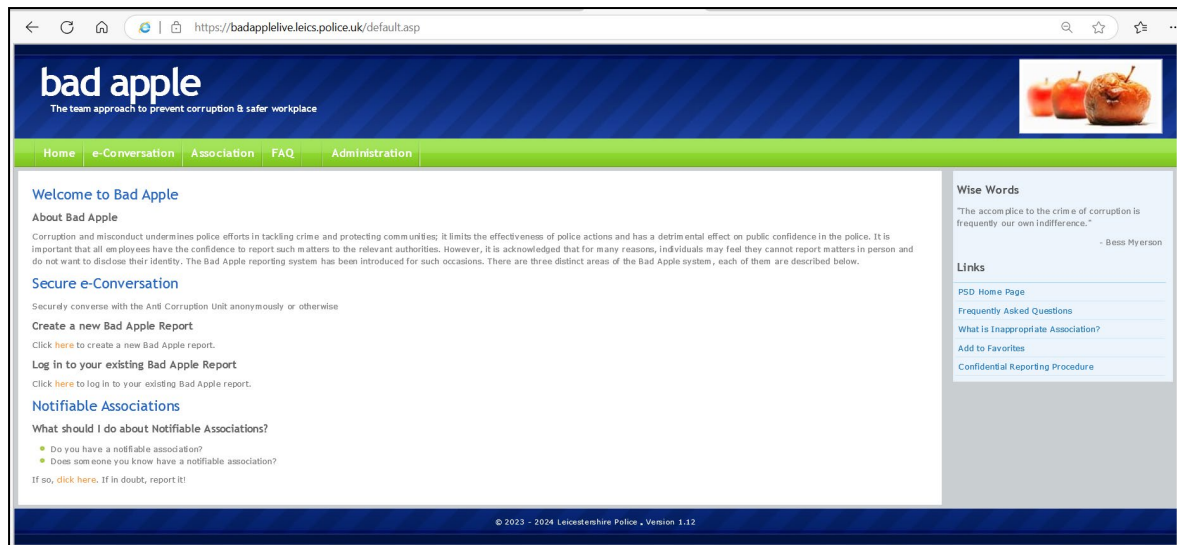 https://badapplelive.leics.police.uk/default.asp
bad apple
The team approach to prevent corruption & safer workplace
Home e-Conversation Association FAQ Administration
Welcome to Bad Apple
About Bad Apple
Corruption and misconduct undermines police efforts in tackling crime and protecting communities; it limits the effectiveness of police actions and has a detrimental effect on public confidence in the police. It is
important that all employees have the confidence to report such matters to the relevant authorities. However, it is acknowledged that for many reasons, individuals may feel they cannot report matters in person and
do not want to disclose their identity. The Bad Apple reporting system has been introduced for such occasions. There are three distinct areas of the Bad Apple system, each of them are described below.
Secure e-Conversation
Securely converse with the Anti Corruption Unit anonymously or otherwise
Create a new Bad Apple Report
Click here to create a new Bad Apple report.
Log in to your existing Bad Apple Report
Click here to log in to your existing Bad Apple report.
Notifiable Associations
What should I do about Notifiable Associations?
Do you have a notifiable association?
Does someone you know have a notifiable association?
If so, click here. If in doubt, report it!
Wise Words
"The accomplice to the crime of corruption is
frequently our own indifference."
- Bess Myerson
Links
PSD Home Page
Frequently Asked Questions
What is Inappropriate Association?
Add to Favorites
Confidential Reporting Procedure
© 2023 - 2024 Leicestershire Police . Version 1.12